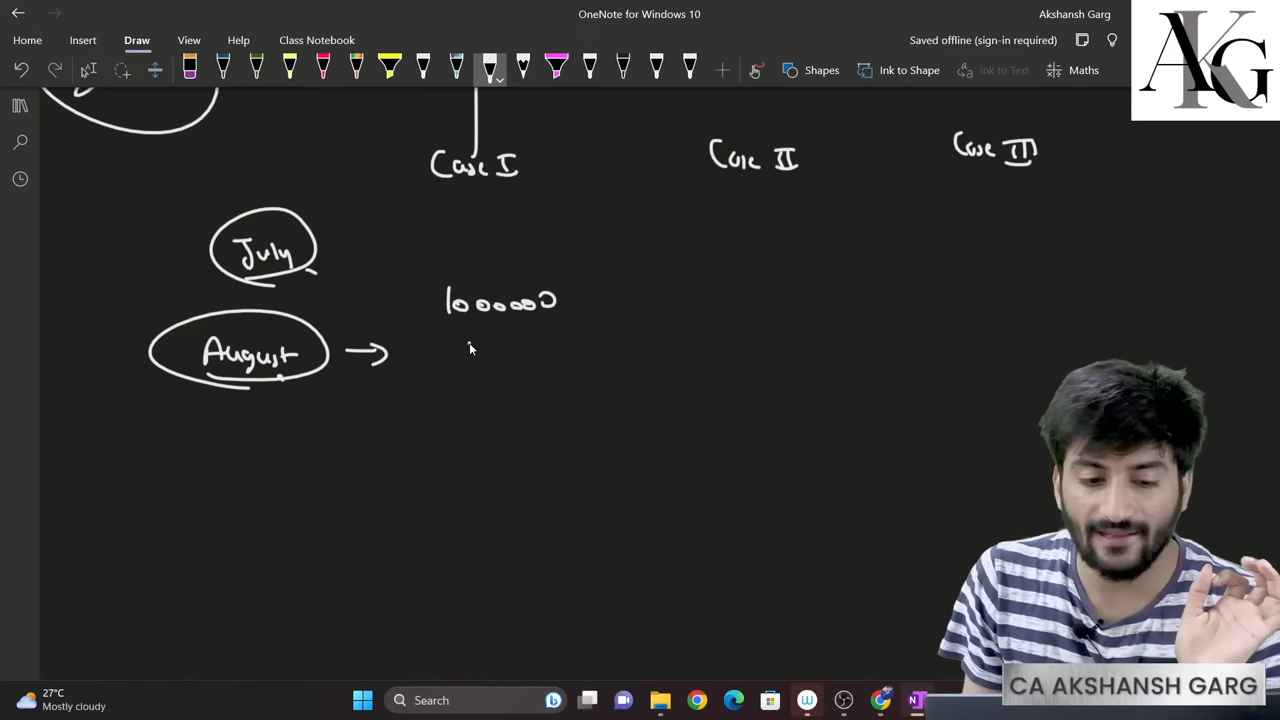 OneNote for Windows 10
Akshansh Garg
Home Insert Draw View Help Class Notebook
Saved offline (sign-in required)
Shapes Ink to Shape Ink to Text Maths
AKG
Case I Case II Case III
July
1000000
August →
27°C
Mostly cloudy
Search
CA AKSHANSH GARG